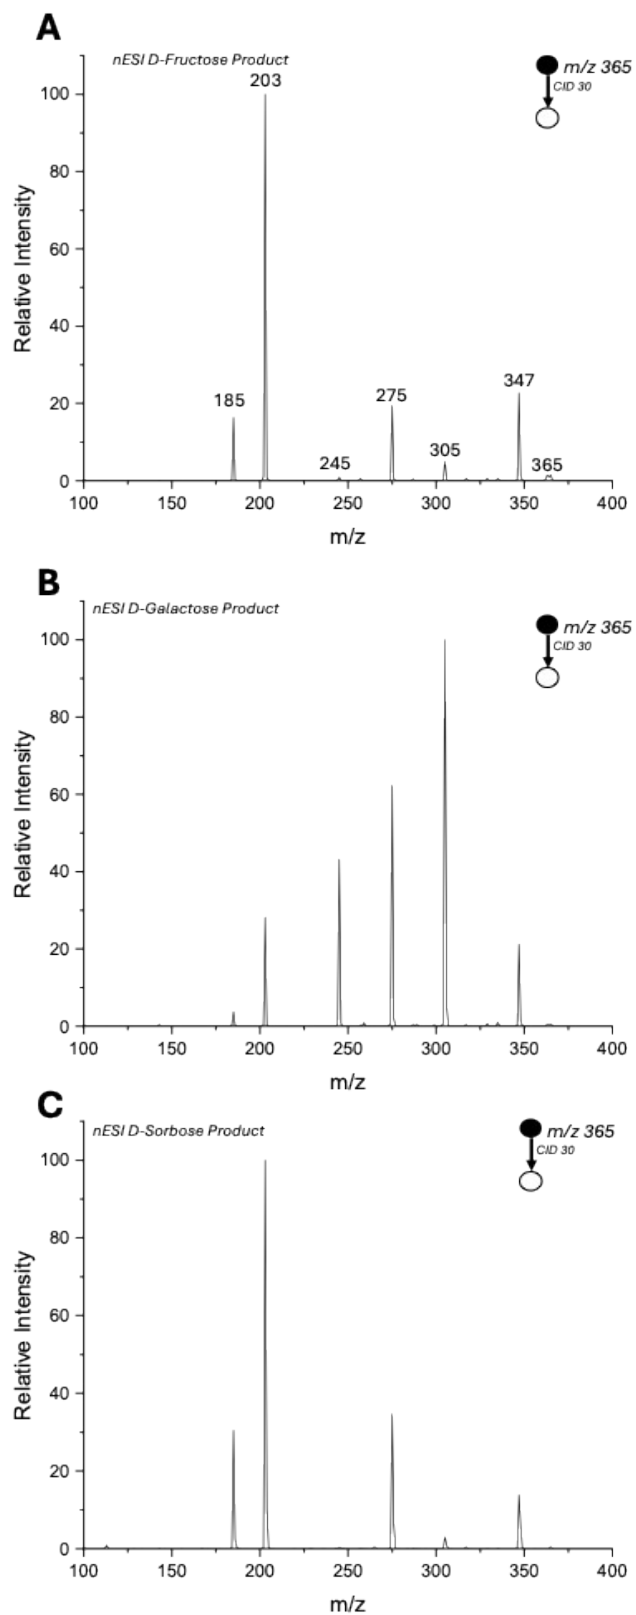 A
nESI D-Fructose Product
m/z 365
CID 30
203
185
245
275
305
347
365
100
80
60
40
20
0
Relative Intensity
100 150 200 250 300 350 400
m/z
B
nESI D-Galactose Product
m/z 365
CID 30
100
80
60
40
20
0
Relative Intensity
100 150 200 250 300 350 400
m/z
C
nESI D-Sorbose Product
m/z 365
CID 30
100
80
60
40
20
0
Relative Intensity
100 150 200 250 300 350 400
m/z